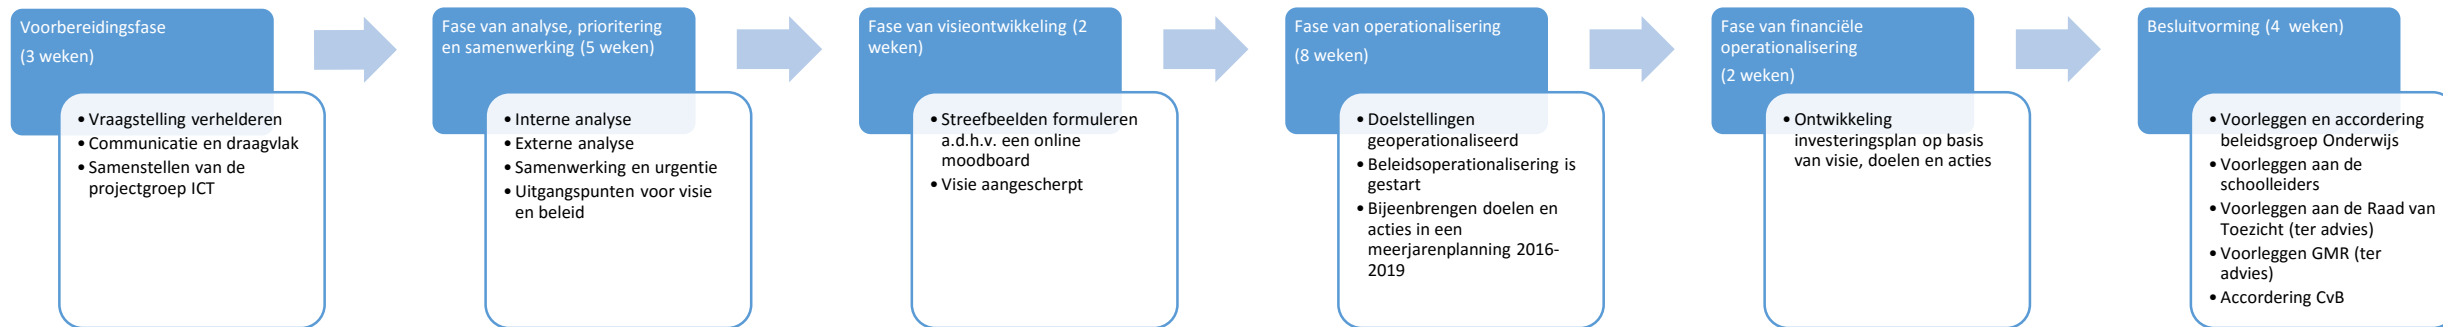 Voorbereidingsfase
(3 weken)
• Vraagstelling verhelderen
• Communicatie en draagvlak
• Samenstellen van de
projectgroep ICT
Fase van analyse, prioritering
en samenwerking (5 weken)
• Interne analyse
• Externe analyse
• Samenwerking en urgentie
• Uitgangspunten voor visie
en beleid
Fase van visieontwikkeling (2
weken)
• Streefbeelden formuleren
a.d.h.v. een online
moodboard
• Visie aangescherpt
Fase van operationalisering
(8 weken)
• Doelstellingen
geoperationaliseerd
• Beleidsoperationalisering is
gestart
• Bijeenbrengen doelen en
acties in een
meerjarenplanning 2016-
2019
Fase van financiële
operationalisering
(2 weken)
• Ontwikkeling
investeringsplan op basis
van visie, doelen en acties
Besluitvorming (4  weken)
• Voorleggen en accordering
beleidsgroep Onderwijs
• Voorleggen aan de
schoolleiders
• Voorleggen aan de Raad van
Toezicht (ter advies)
• Voorleggen GMR (ter
advies)
• Accordering CvB